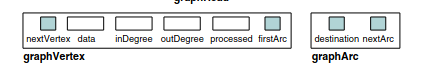 nextVertex data inDegree outDegree processed firstArc destination nextArc
graphVertex graphArc